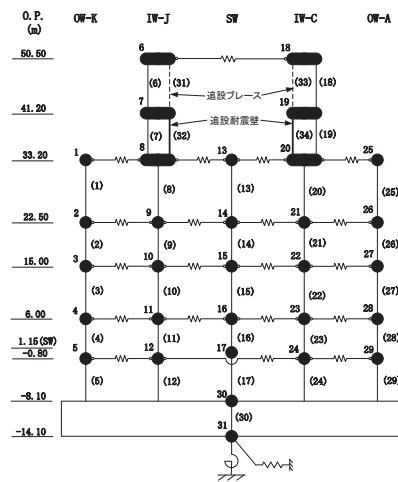 O.P. OW-K IW-J SW IW-C OW-A
(m)
6 18
50.50
(6) (31) (33) (18)
追設ブレース
7 19
41.20
追設耐震壁
(7) (32) (34) (19)
1 8 13 20 25
33.20
(1) (8) (13) (20) (25)
2 9 14 21 26
22.50
(2) (9) (14) (21) (26)
3 10 15 22 27
15.00
(3) (10) (15) (22) (27)
4 11 16 23 28
6.00
(4) (11) (16) (23) (28)
1.15(SW)
5 12 17 24 29
-0.80
(5) (12) (17) (24) (29)
30
-8.10
(30)
31
-14.10